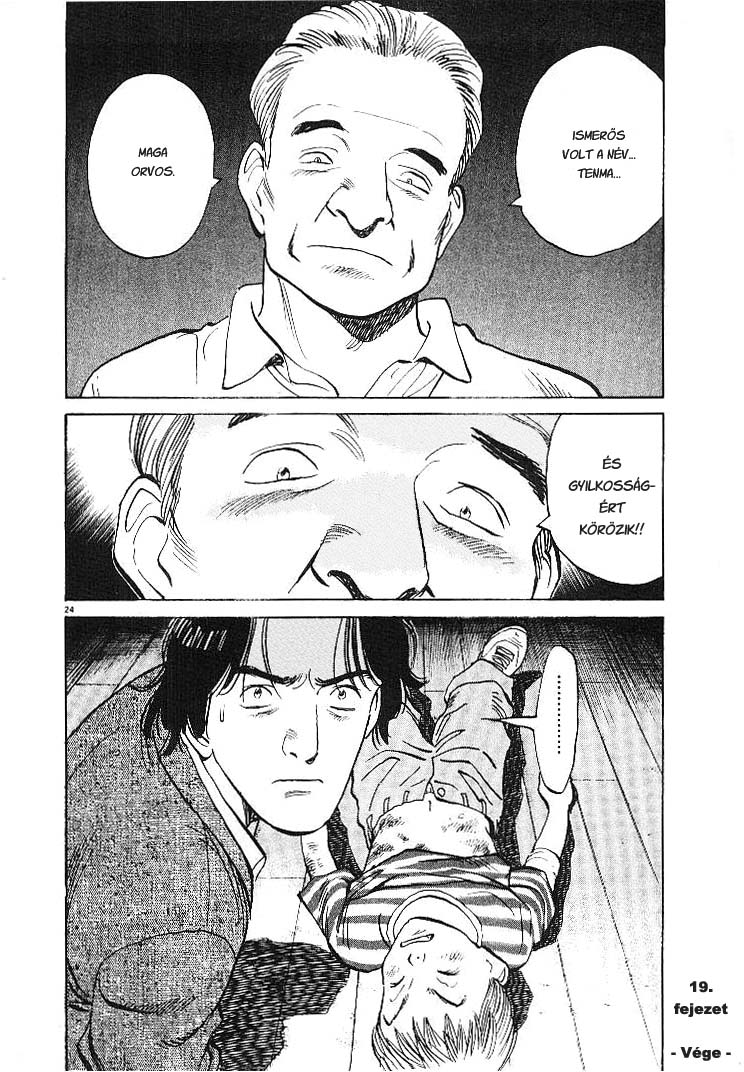 ISMERŐS
VOLT A NÉV...
TENMA...
MAGA
ORVOS.
ÉS
GYILKOSSÁG-
ÉRT
KÖRÖZIK!!
24
..............
19.
fejezet
- Vége -